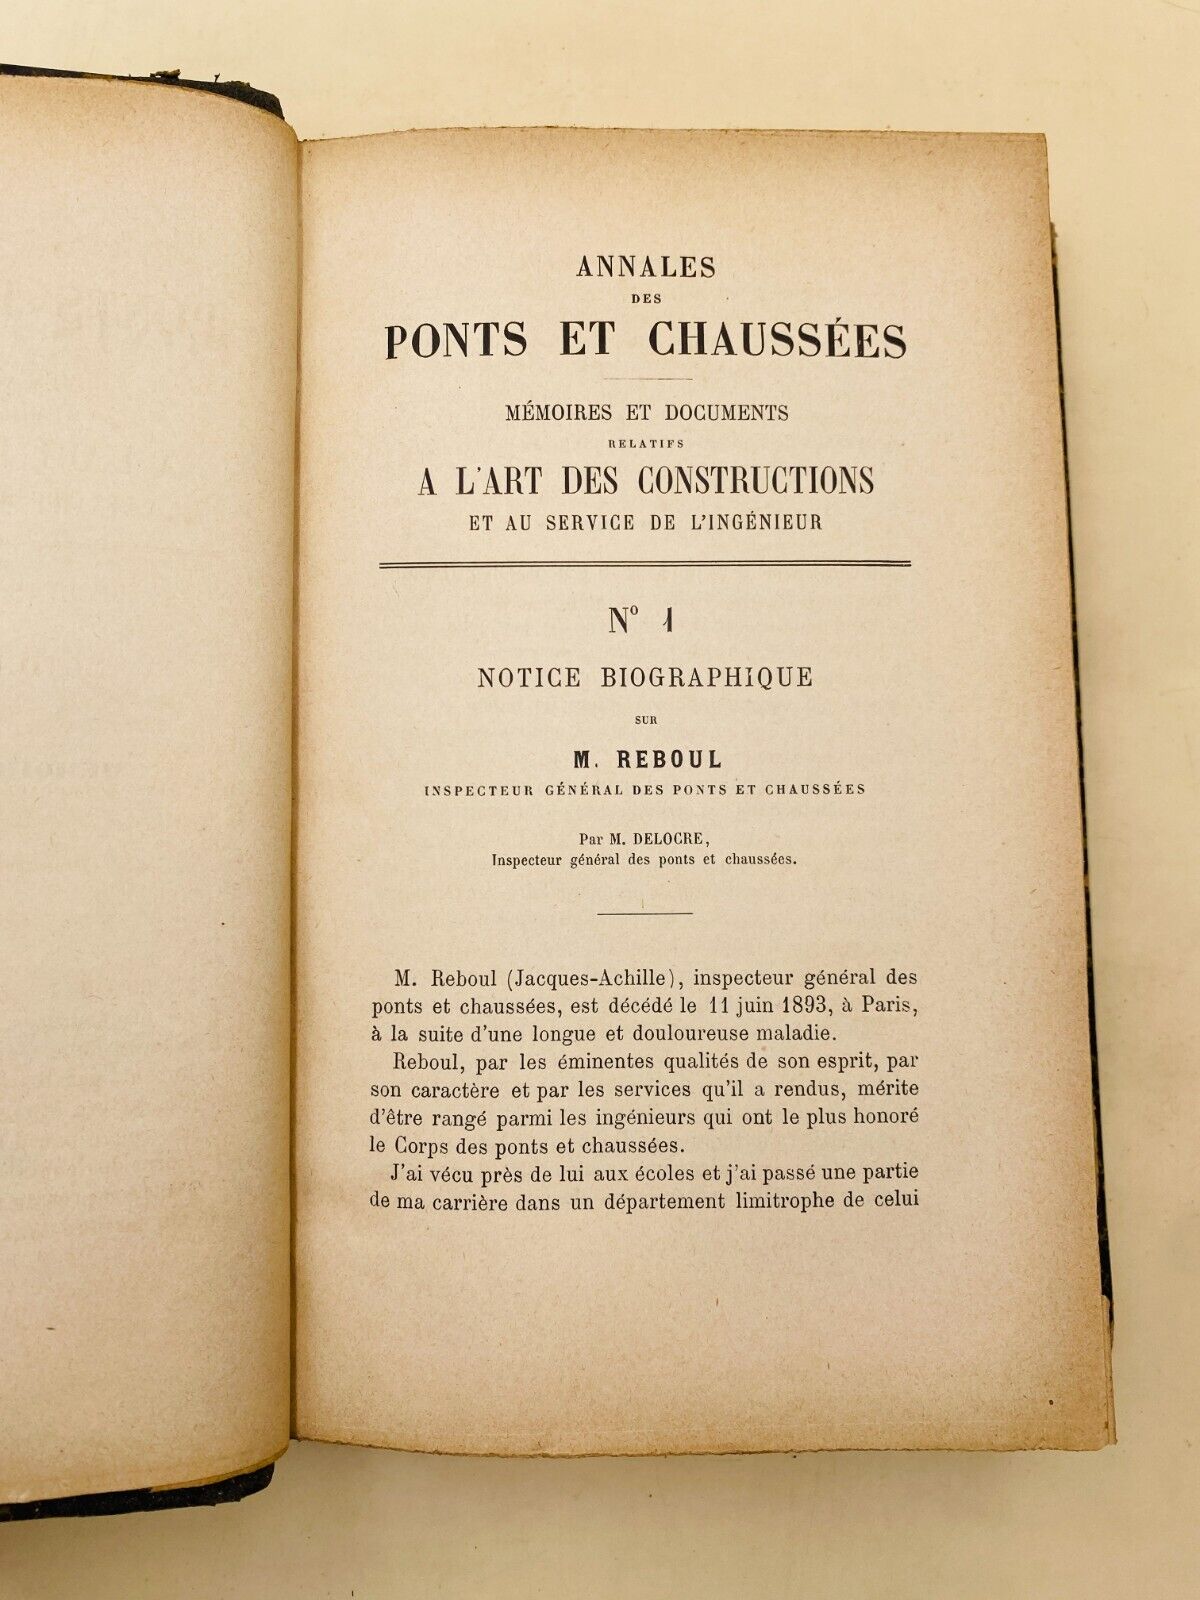 ANNALES
DES
PONTS ET CHAUSSÉES
MÉMOIRES ET DOCUMENTS
RELATIFS
A L'ART DES CONSTRUCTIONS
ET AU SERVICE DE L'INGÉNIEUR
Nº 1
NOTICE BIOGRAPHIQUE
SUR
M. REBOUL
INSPECTEUR GÉNÉRAL DES PONTS ET CHAUSSÉES
Par M. DELOCRE,
Inspecteur général des ponts et chaussées.
M. Reboul (Jacques-Achille), inspecteur général des
ponts et chaussées, est décédé le 11 juin 1893, à Paris,
à la suite d'une longue et douloureuse maladie.
Reboul, par les éminentes qualités de son esprit, par
son caractère et par les services qu'il a rendus, mérite
d'être rangé parmi les ingénieurs qui ont le plus honoré
le Corps des ponts et chaussées.
J'ai vécu près de lui aux écoles et j'ai passé une partie
de ma carrière dans un département limitrophe de celui